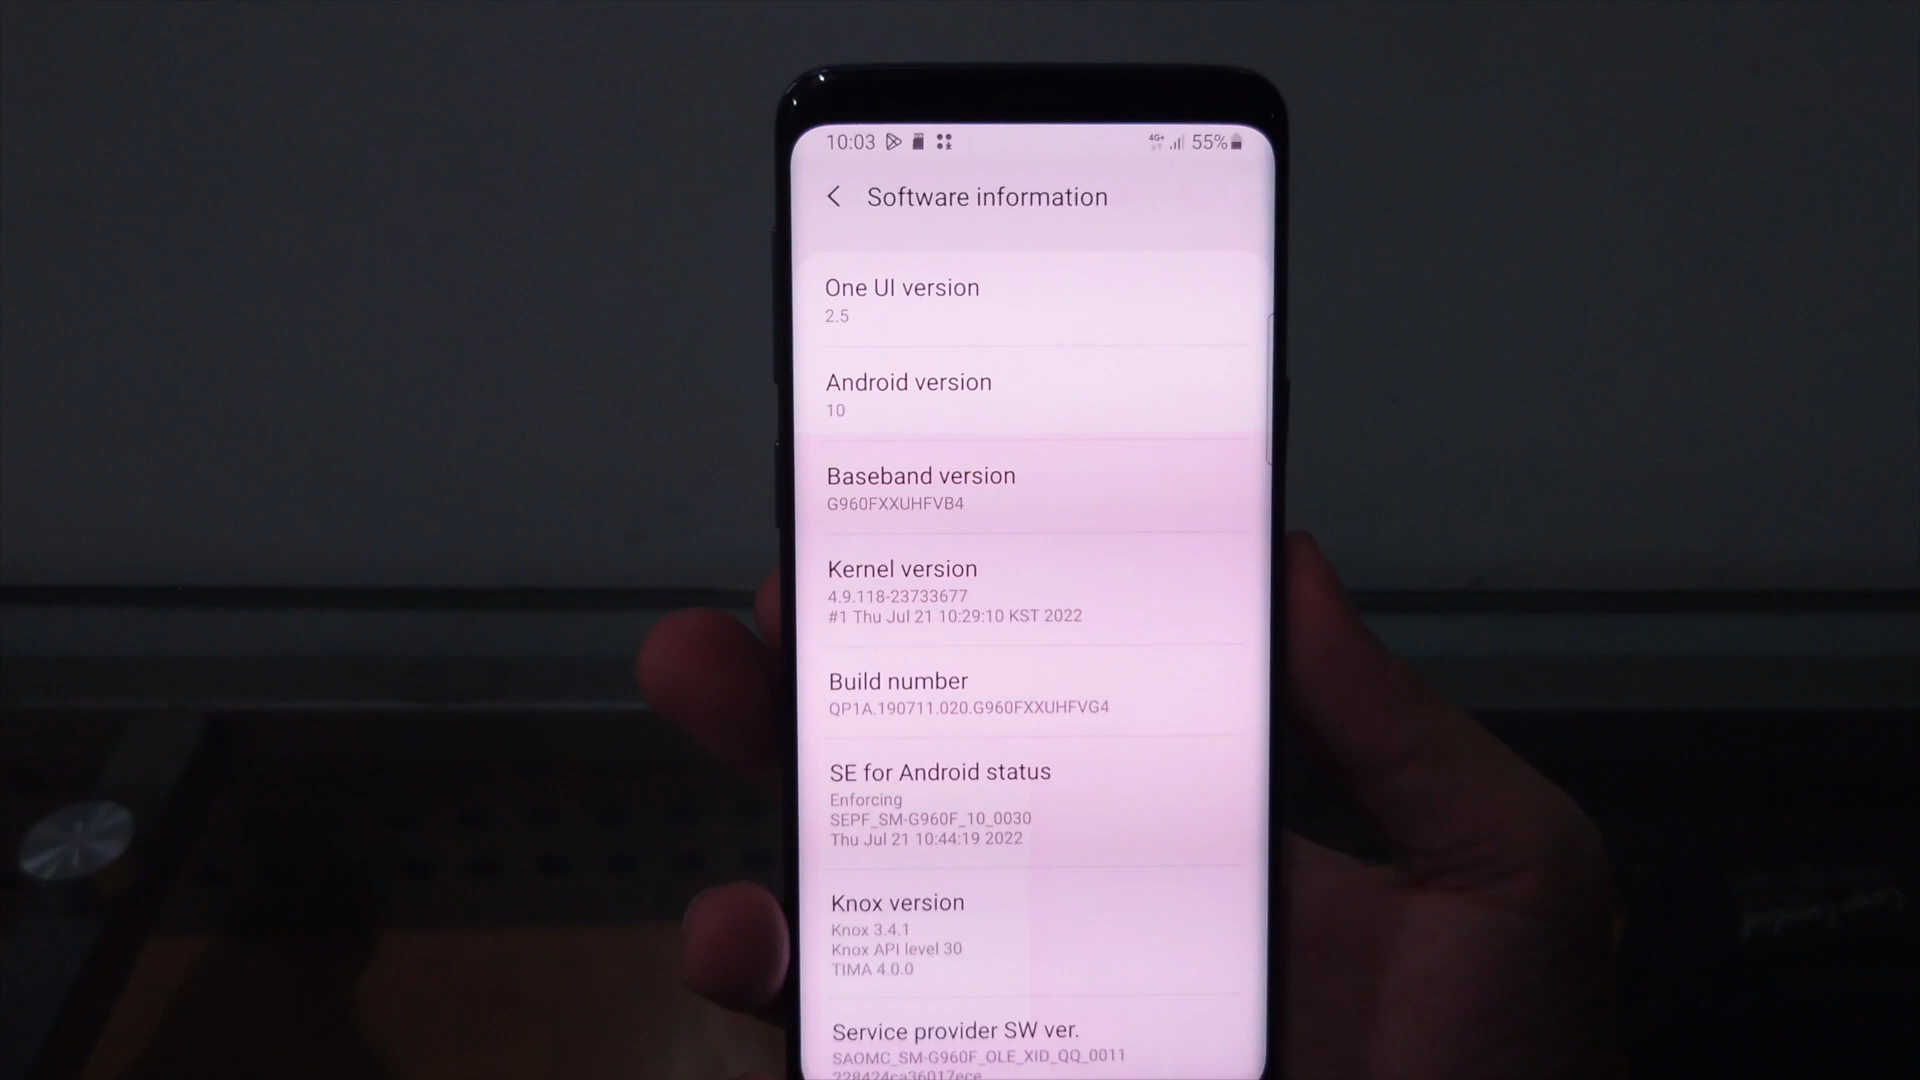 10:03 4G+ 55%
Software information
One UI version
2.5
Android version
10
Baseband version
G960FXXUHFVB4
Kernel version
4.9.118-23733677
#1 Thu Jul 21 10:29:10 KST 2022
Build number
QP1A.190711.020.G960FXXUHFVG4
SE for Android status
Enforcing
SEPF_SM-G960F_10_0030
Thu Jul 21 10:44:19 2022
Knox version
Knox 3.4.1
Knox API level 30
TIMA 4.0.0
Service provider SW ver.
SAOMC_SM-G960F_OLE_XID_QQ_0011
228424ca36017ece